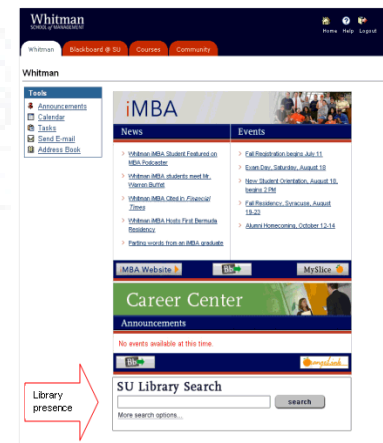 Whitman
SCHOOL of MANAGEMENT
Home Help Logout
Whitman Blackboard @ SU Courses Community
Whitman
Tools
Announcements
Calendar
Tasks
Send E-mail
Address Book
iMBA
News
Whitman iMBA Student Featured on
MBA Podcaster
Whitman iMBA students meet Mr.
Warren Buffet
Whitman iMBA Cited in Financial
Times
Whitman iMBA Hosts First Bermuda
Residency
Parting words from an iMBA graduate
Events
Fall Registration begins July 11
Exam Day, Saturday, August 18
New Student Orientation, August 18,
begins 2 PM
Fall Residency, Syracuse, August
19-23
Alumni Homecoming, October 12-14
iMBA Website
Bb
MySlice
Career Center
Announcements
No events available at this time.
Bb
OrangeLink
SU Library Search
search
More search options...
Library
presence